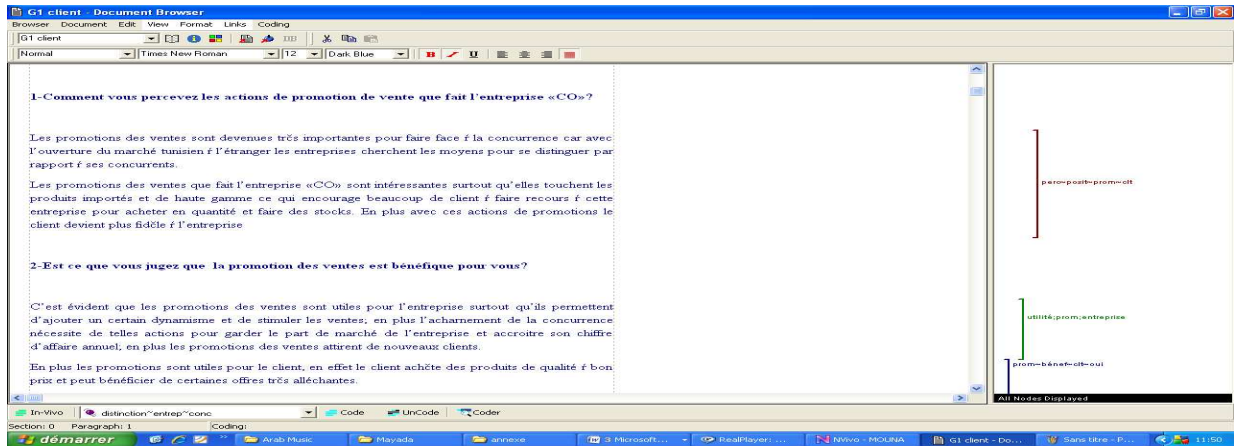 G1 client - Document Browser
Browser Document Edit View Format Links Coding
G1 client
Normal Times New Roman 12 Dark Blue B U
1-Comment vous percevez les actions de promotion de vente que fait l'entreprise «CO»?
Les promotions des ventes sont devenues trčs importantes pour faire face ŕ la concurrence car avec
l'ouverture du marché tunisien ŕ l'étranger les entreprises cherchent les moyens pour se distinguer par
rapport ŕ ses concurrents.
Les promotions des ventes que fait l'entreprise «CO» sont intéressantes surtout qu'elles touchent les
produits importés et de haute gamme ce qui encourage beaucoup de client ŕ faire recours ŕ cette
entreprise pour acheter en quantité et faire des stocks. En plus avec ces actions de promotions le
client devient plus fidčle ŕ l'entreprise
2-Est ce que vous jugez que la promotion des ventes est bénéfique pour vous?
C'est évident que les promotions des ventes sont utiles pour l'entreprise surtout qu'ils permettent
d'ajouter un certain dynamisme et de stimuler les ventes; en plus l'acharnement de la concurrence
nécessite de telles actions pour garder le part de marché de l'entreprise et accroitre son chiffre
d'affaire annuel; en plus les promotions des ventes attirent de nouveaux clients.
En plus les promotions sont utiles pour le client, en effet le client achčte des produits de qualité ŕ bon
prix et peut bénéficier de certaines offres trčs alléchantes.
perc~posit~prom~clt
utilité;prom;entreprise
prom~bénef~clt~oui
All Nodes Displayed
In-Vivo distinction~entrep~conc Code UnCode Coder
Section: 0 Paragraph: 1 Coding:
démarrer Arab Music Mayada annexe 3 Microsoft... RealPlayer: ... NVivo - MOUNA G1 client - Do... Sans titre - P... 11:50